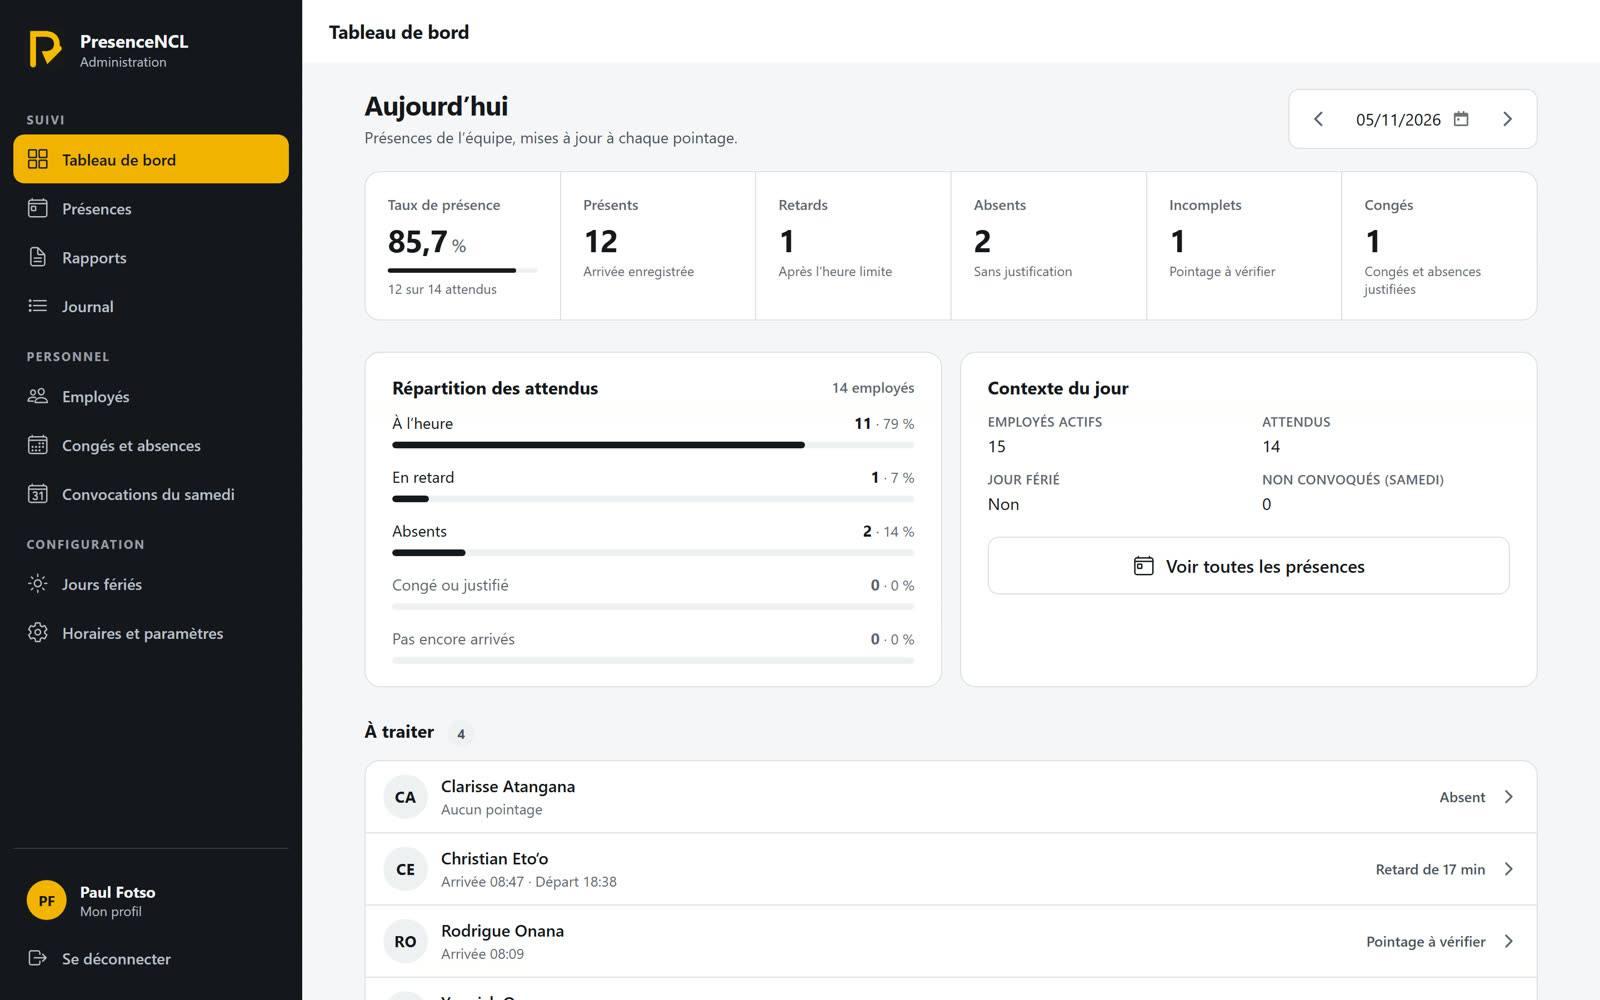 PresenceNCL
Administration
SUIVI
Tableau de bord
Présences
Rapports
Journal
PERSONNEL
Employés
Congés et absences
31
Convocations du samedi
CONFIGURATION
Jours fériés
Horaires et paramètres
PF
Paul Fotso
Mon profil
Se déconnecter
Tableau de bord
Aujourd’hui
Présences de l’équipe, mises à jour à chaque pointage.
05/11/2026
Taux de présence
85,7 %
12 sur 14 attendus
Présents
12
Arrivée enregistrée
Retards
1
Après l’heure limite
Absents
2
Sans justification
Incomplets
1
Pointage à vérifier
Congés
1
Congés et absences
justifiées
Répartition des attendus
14 employés
À l’heure
11 · 79 %
En retard
1 · 7 %
Absents
2 · 14 %
Congé ou justifié
0 · 0 %
Pas encore arrivés
0 · 0 %
Contexte du jour
EMPLOYÉS ACTIFS
15
ATTENDUS
14
JOUR FÉRIÉ
Non
NON CONVOQUÉS (SAMEDI)
0
Voir toutes les présences
À traiter 4
CA
Clarisse Atangana
Aucun pointage
Absent
CE
Christian Eto’o
Arrivée 08:47 · Départ 18:38
Retard de 17 min
RO
Rodrigue Onana
Arrivée 08:09
Pointage à vérifier